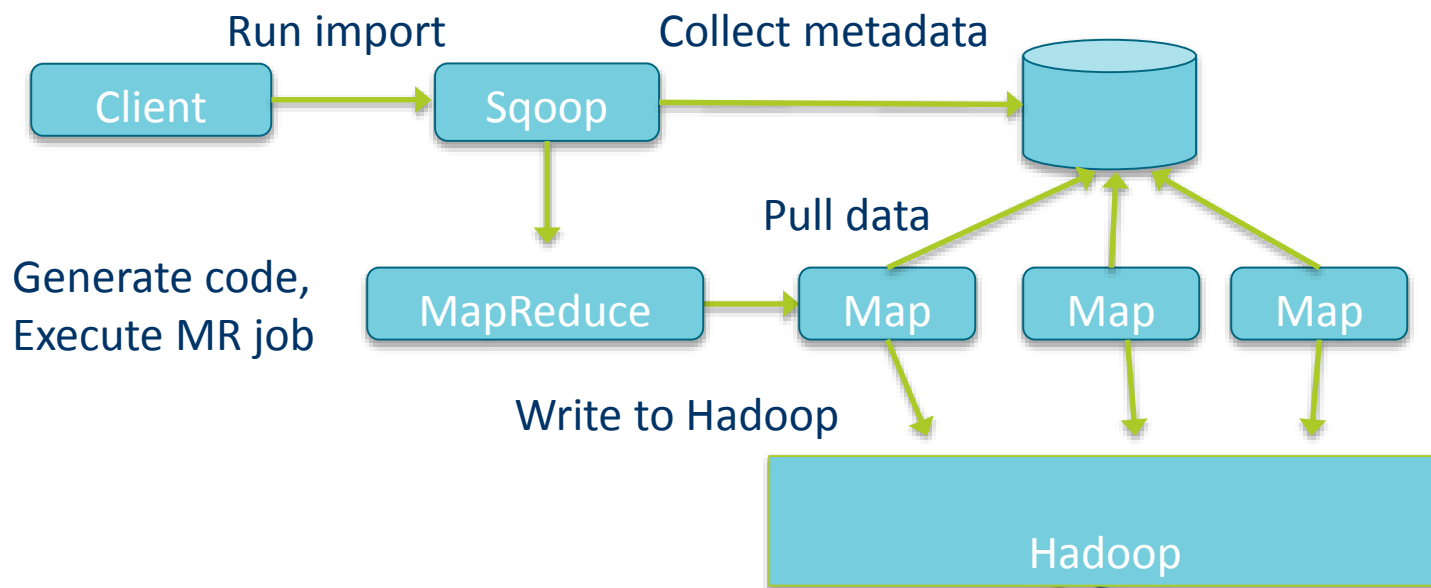 Run import
Collect metadata
Client
Sqoop
Pull data
Generate code,
Execute MR job
MapReduce
Map
Map
Map
Write to Hadoop
Hadoop